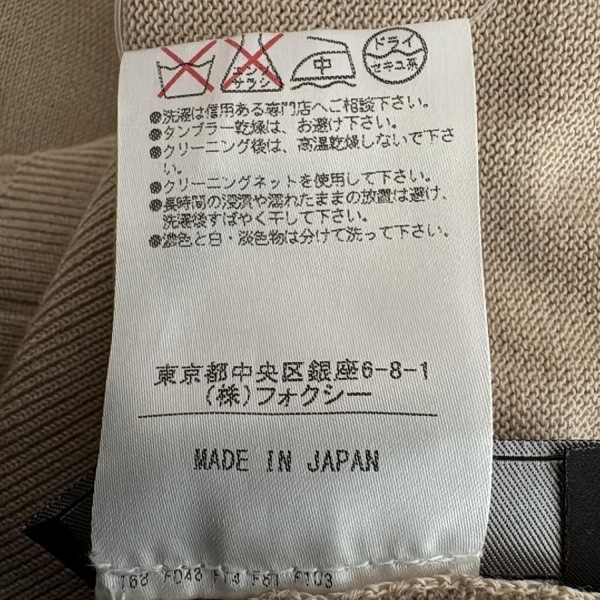 エンソ
サラシ
中
ドライ
セキユ系
●洗濯は信用ある専門店へご相談下さい。
●タンブラー乾燥は、お避け下さい。
●クリーニング後は、高温乾燥しないで下さ
い。
●クリーニングネットを使用して下さい。
●長時間の浸漬や濡れたままの放置は避け、
洗濯後すばやく干して下さい。
●濃色と白・淡色物は分けて洗って下さい。
東京都中央区銀座6-8-1
(株)フォクシー
MADE IN JAPAN